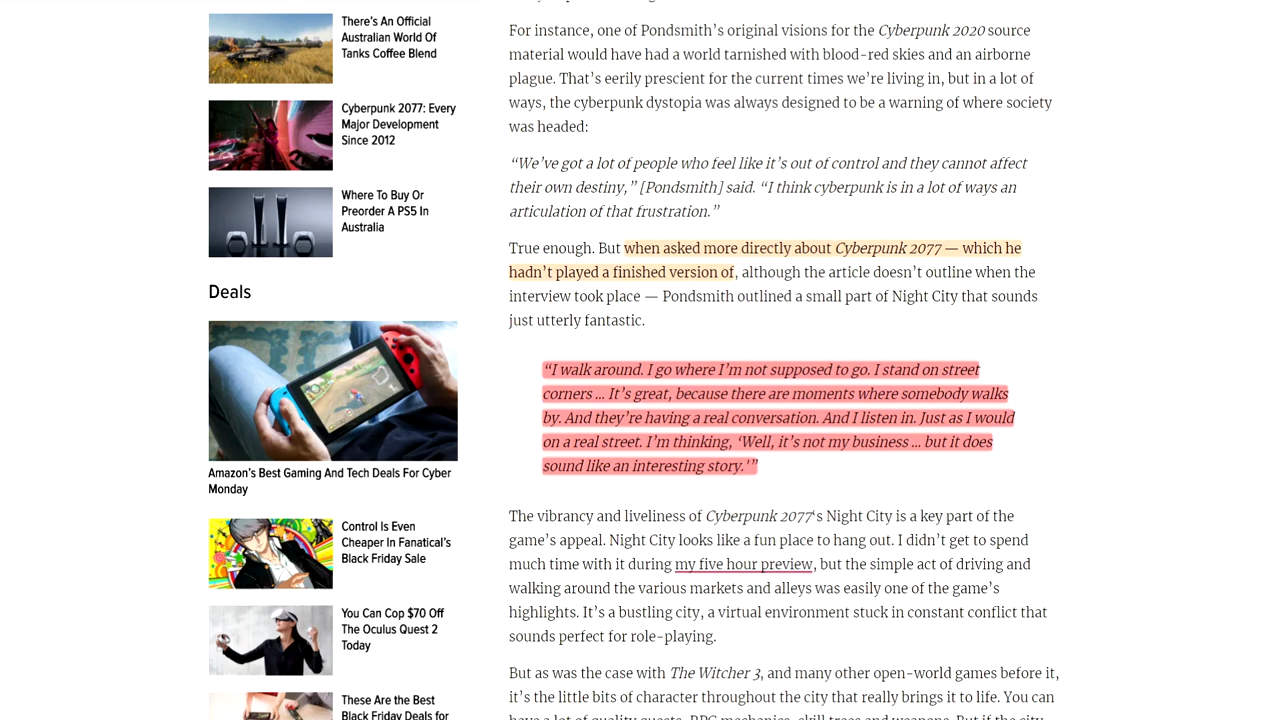 There's An Official
Australian World Of
Tanks Coffee Blend
Cyberpunk 2077: Every
Major Development
Since 2012
Where To Buy Or
Preorder A PS5 In
Australia
Deals
Amazon's Best Gaming And Tech Deals For Cyber
Monday
Control Is Even
Cheaper In Fanatical's
Black Friday Sale
You Can Cop $70 Off
The Oculus Quest 2
Today
These Are the Best
Black Friday Deals for
For instance, one of Pondsmith's original visions for the Cyberpunk 2020 source
material would have had a world tarnished with blood-red skies and an airborne
plague. That's eerily prescient for the current times we're living in, but in a lot of
ways, the cyberpunk dystopia was always designed to be a warning of where society
was headed:
“We've got a lot of people who feel like it's out of control and they cannot affect
their own destiny,” [Pondsmith] said. “I think cyberpunk is in a lot of ways an
articulation of that frustration.”
True enough. But when asked more directly about Cyberpunk 2077 — which he
hadn't played a finished version of, although the article doesn't outline when the
interview took place — Pondsmith outlined a small part of Night City that sounds
just utterly fantastic.
“I walk around. I go where I'm not supposed to go. I stand on street
corners ... It's great, because there are moments where somebody walks
by. And they're having a real conversation. And I listen in. Just as I would
on a real street. I'm thinking, ‘Well, it's not my business ... but it does
sound like an interesting story.'”
The vibrancy and liveliness of Cyberpunk 2077‘s Night City is a key part of the
game's appeal. Night City looks like a fun place to hang out. I didn't get to spend
much time with it during my five hour preview, but the simple act of driving and
walking around the various markets and alleys was easily one of the game's
highlights. It's a bustling city, a virtual environment stuck in constant conflict that
sounds perfect for role-playing.
But as was the case with The Witcher 3, and many other open-world games before it,
it's the little bits of character throughout the city that really brings it to life. You can
have a lot of quality quests, RPG mechanics, skill trees and weapons. But if the city